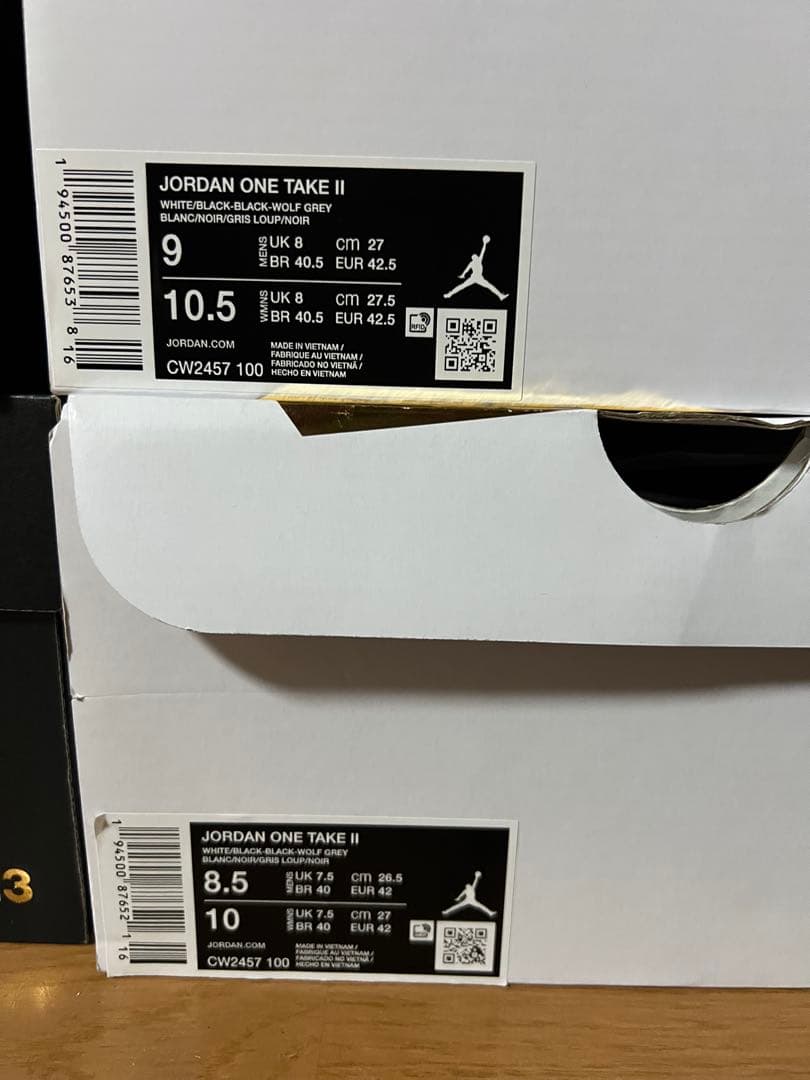 JORDAN ONE TAKE II
WHITE/BLACK-BLACK-WOLF GREY
BLANC/NOIR/GRIS LOUP/NOIR
9 MENS UK 8 cm 27
BR 40.5 EUR 42.5
10.5 WMNS UK 8 cm 27.5
BR 40.5 EUR 42.5
RFID
JORDAN.COM
CW2457 100
MADE IN VIETNAM /
FABRIQUE AU VIETNAM /
FABRICADO NO VIETNÃ /
HECHO EN VIETNAM
1 94500 87653 8 16
JORDAN ONE TAKE II
WHITE/BLACK-BLACK-WOLF GREY
BLANC/NOIR/GRIS LOUP/NOIR
8.5 MENS UK 7.5 cm 26.5
BR 40 EUR 42
10 WMNS UK 7.5 cm 27
BR 40 EUR 42
JORDAN.COM
CW2457 100
MADE IN VIETNAM /
FABRIQUE AU VIETNAM /
FABRICADO NO VIETNÃ /
HECHO EN VIETNAM
1 94500 87652 1 16
3